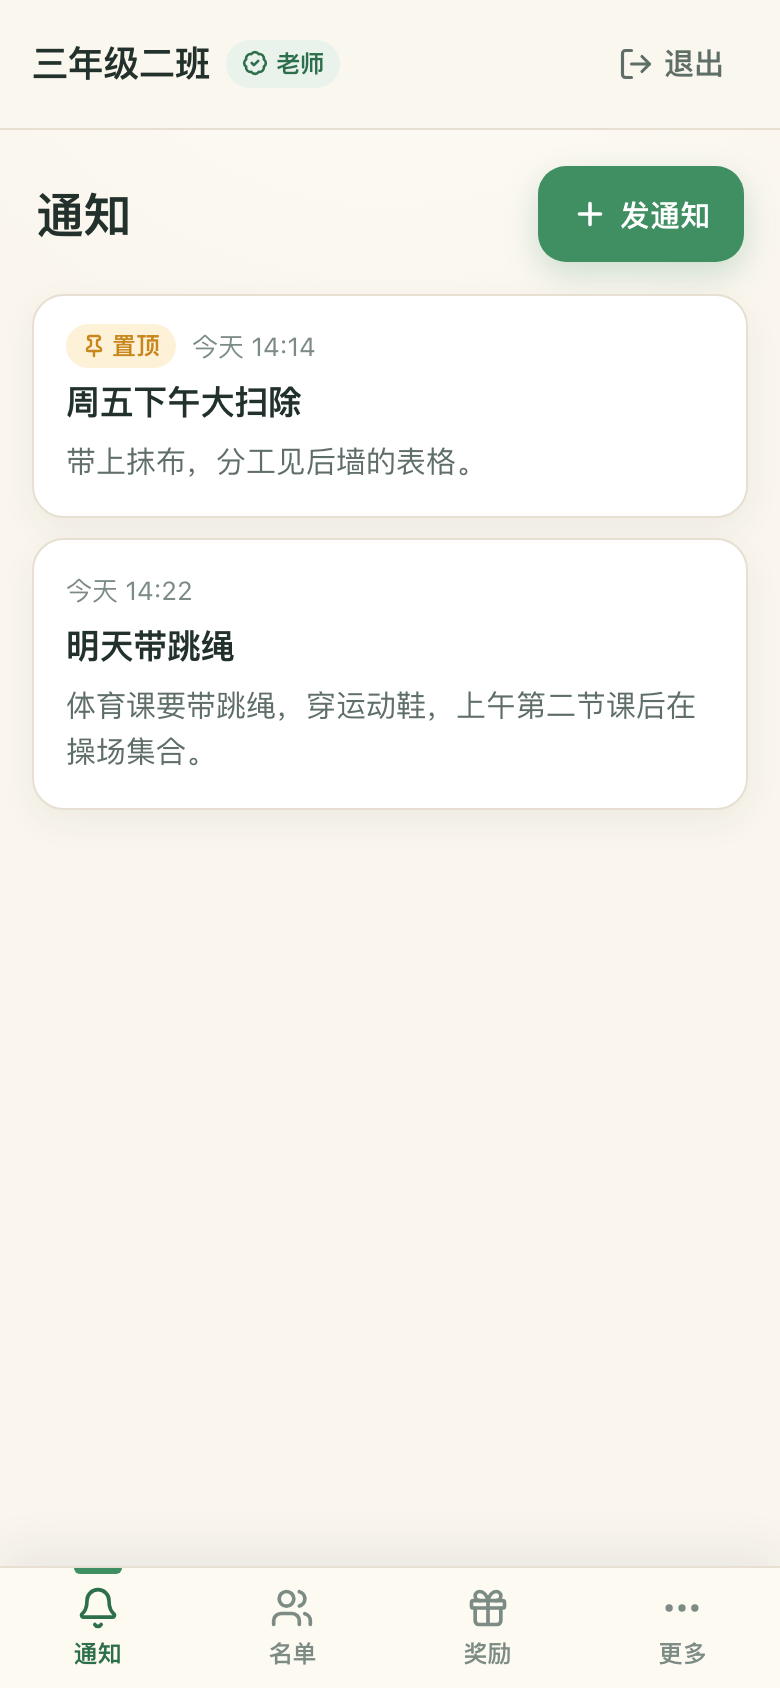 三年级二班 老师 退出
通知 发通知
置顶 今天 14:14
周五下午大扫除
带上抹布，分工见后墙的表格。
今天 14:22
明天带跳绳
体育课要带跳绳，穿运动鞋，上午第二节课后在
操场集合。
通知 名单 奖励 更多